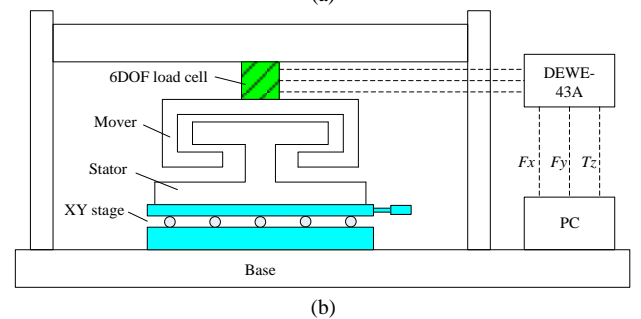 (a)
6DOF load cell
DEWE-
43A
Mover
Fx Fy Tz
Stator
XY stage
PC
Base
(b)